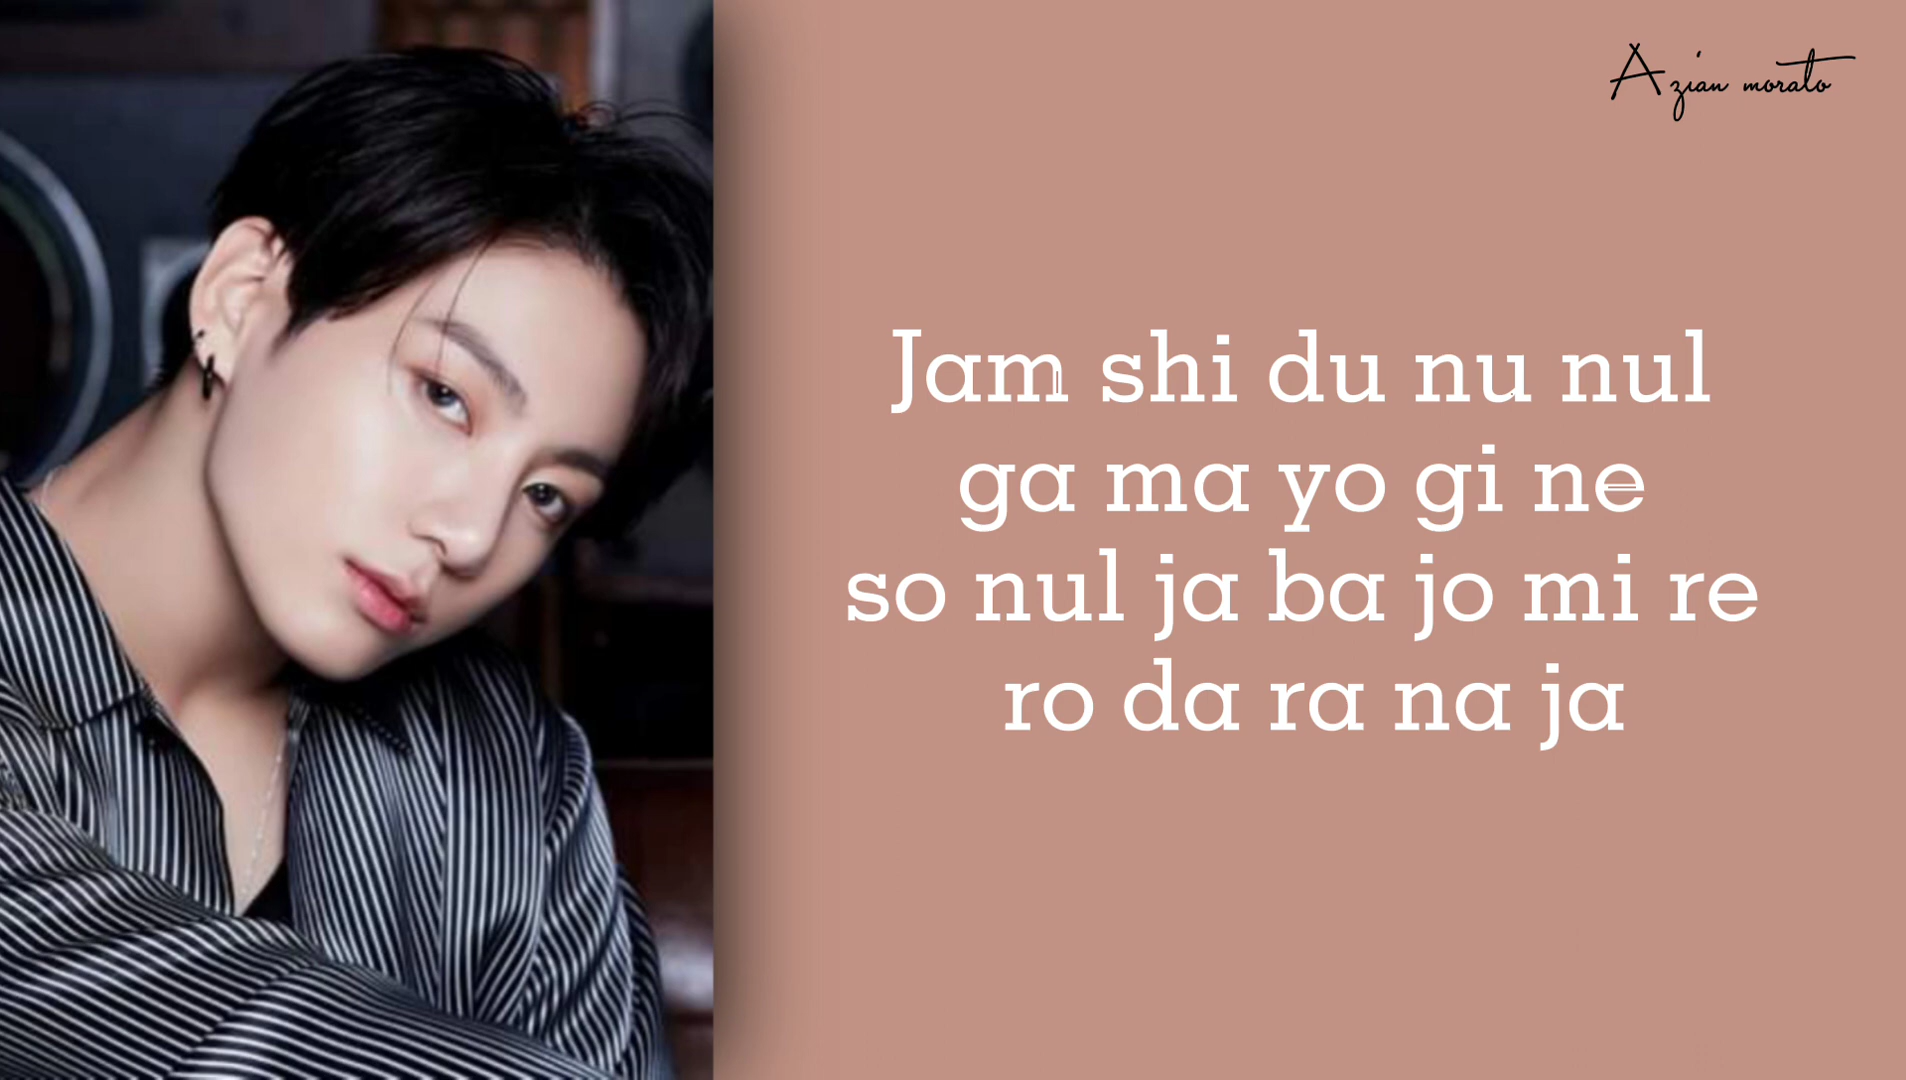 Azian morato
Jam shi du nu nul
ga ma yo gi ne
so nul ja ba jo mi re
ro da ra na ja